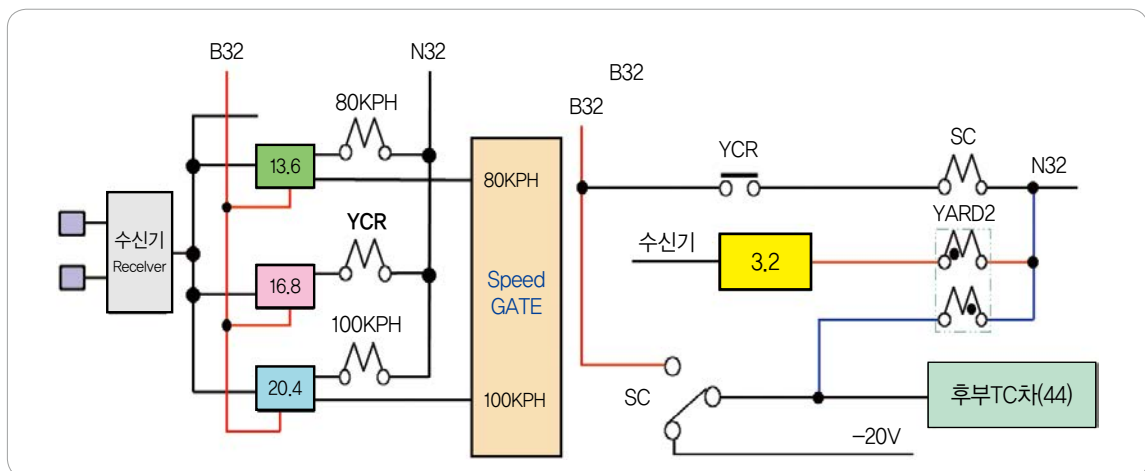 B32
N32
80KPH
13.6
80KPH
수신기
Recelver
YCR
16.8
Speed
GATE
100KPH
20.4
100KPH
B32
B32
YCR
SC
N32
YARD2
수신기
3.2
SC
후부TC차(44)
-20V